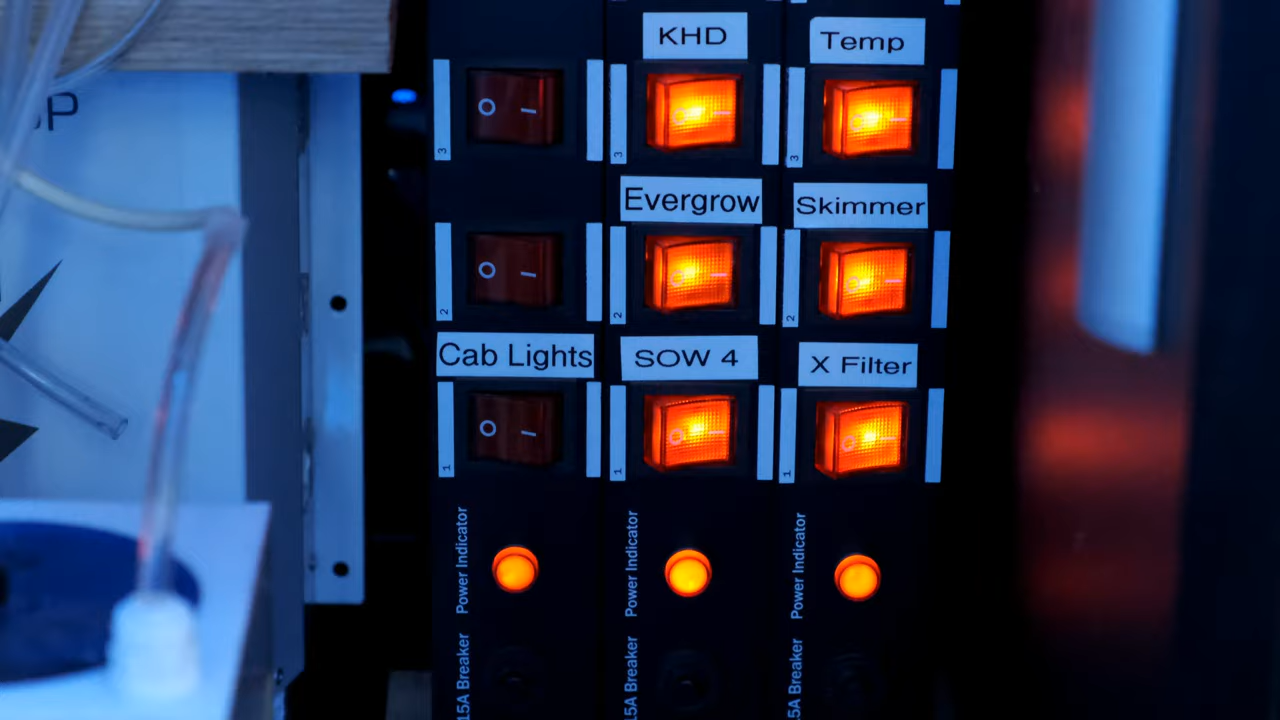 KHD
Temp
3
3
3
Evergrow
Skimmer
2
2
2
Cab Lights
SOW 4
X Filter
1
1
1
Power Indicator
Power Indicator
Power Indicator
15A Breaker
15A Breaker
15A Breaker